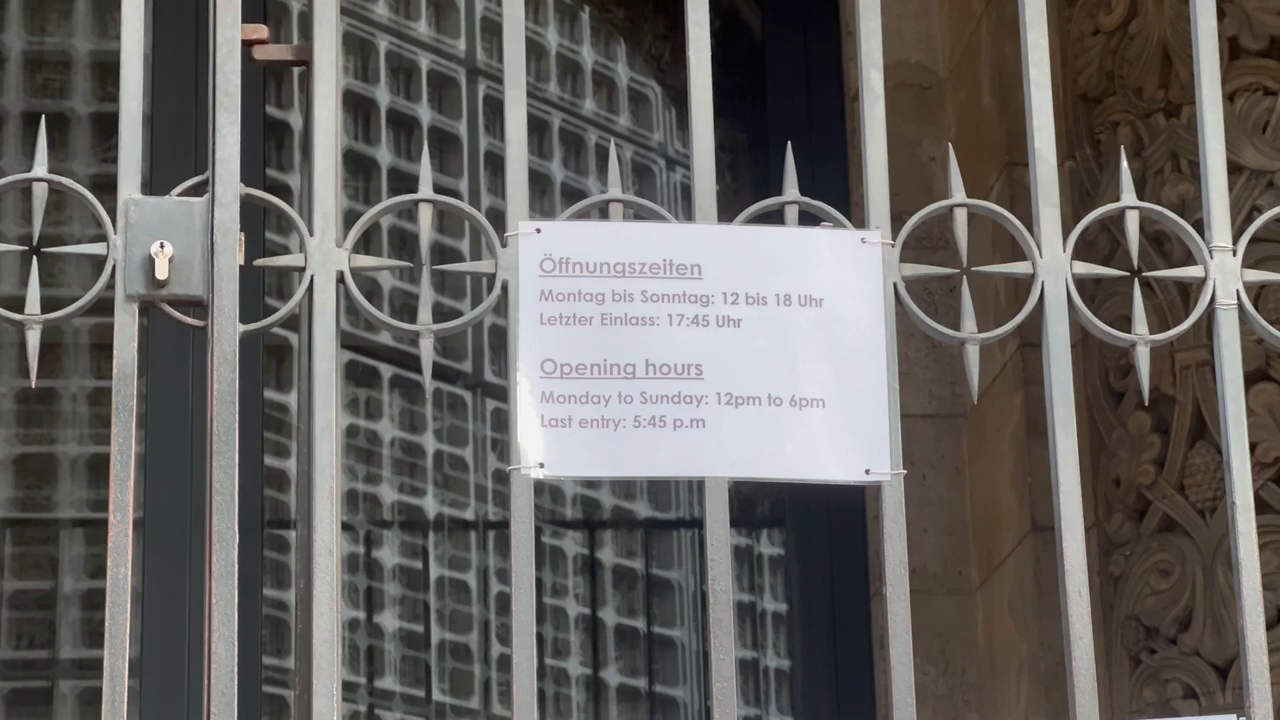 Öffnungszeiten
Montag bis Sonntag: 12 bis 18 Uhr
Letzter Einlass: 17:45 Uhr
Opening hours
Monday to Sunday: 12pm to 6pm
Last entry: 5:45 p.m